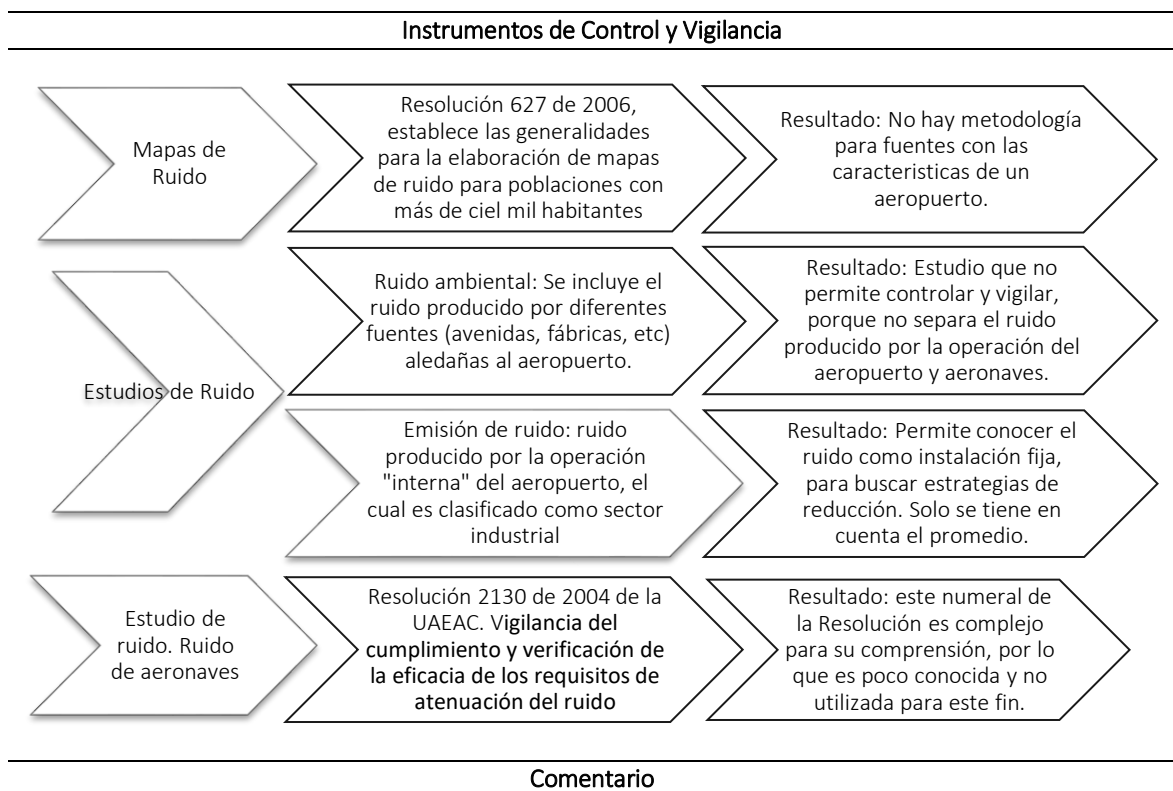 Instrumentos de Control y Vigilancia
Mapas de
Ruido
Resolución 627 de 2006,
establece las generalidades
para la elaboración de mapas
de ruido para poblaciones con
más de ciel mil habitantes
Resultado: No hay metodología
para fuentes con las
caracteristicas de un
aeropuerto.
Estudios de Ruido
Ruido ambiental: Se incluye el
ruido producido por diferentes
fuentes (avenidas, fábricas, etc)
aledañas al aeropuerto.
Resultado: Estudio que no
permite controlar y vigilar,
porque no separa el ruido
producido por la operación del
aeropuerto y aeronaves.
Emisión de ruido: ruido
producido por la operación
"interna" del aeropuerto, el
cual es clasificado como sector
industrial
Resultado: Permite conocer el
ruido como instalación fija,
para buscar estrategias de
reducción. Solo se tiene en
cuenta el promedio.
Estudio de
ruido. Ruido
de aeronaves
Resolución 2130 de 2004 de la
UAEAC. Vigilancia del
cumplimiento y verificación de
la eficacia de los requisitos de
atenuación del ruido
Resultado: este numeral de
la Resolución es complejo
para su comprensión, por lo
que es poco conocida y no
utilizada para este fin.
Comentario